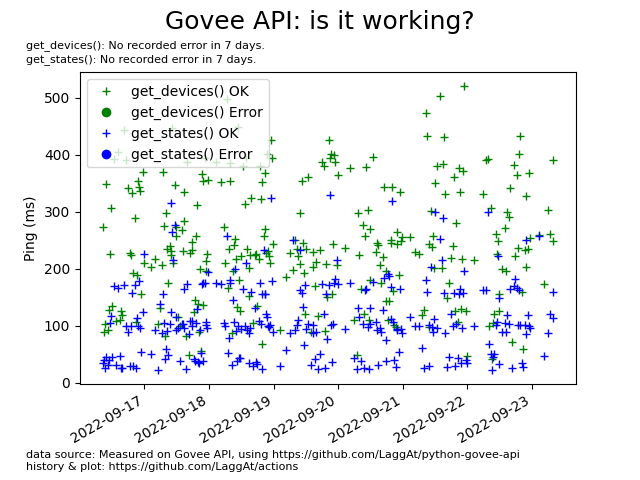 Govee API: is it working?
get_devices(): No recorded error in 7 days.
get_states(): No recorded error in 7 days.
get_devices() OK
get_devices() Error
get_states() OK
get_states() Error
500
400
300
200
100
0
Ping (ms)
2022-09-17
2022-09-18
2022-09-19
2022-09-20
2022-09-21
2022-09-22
2022-09-23
data source: Measured on Govee API, using https://github.com/LaggAt/python-govee-api
history & plot: https://github.com/LaggAt/actions